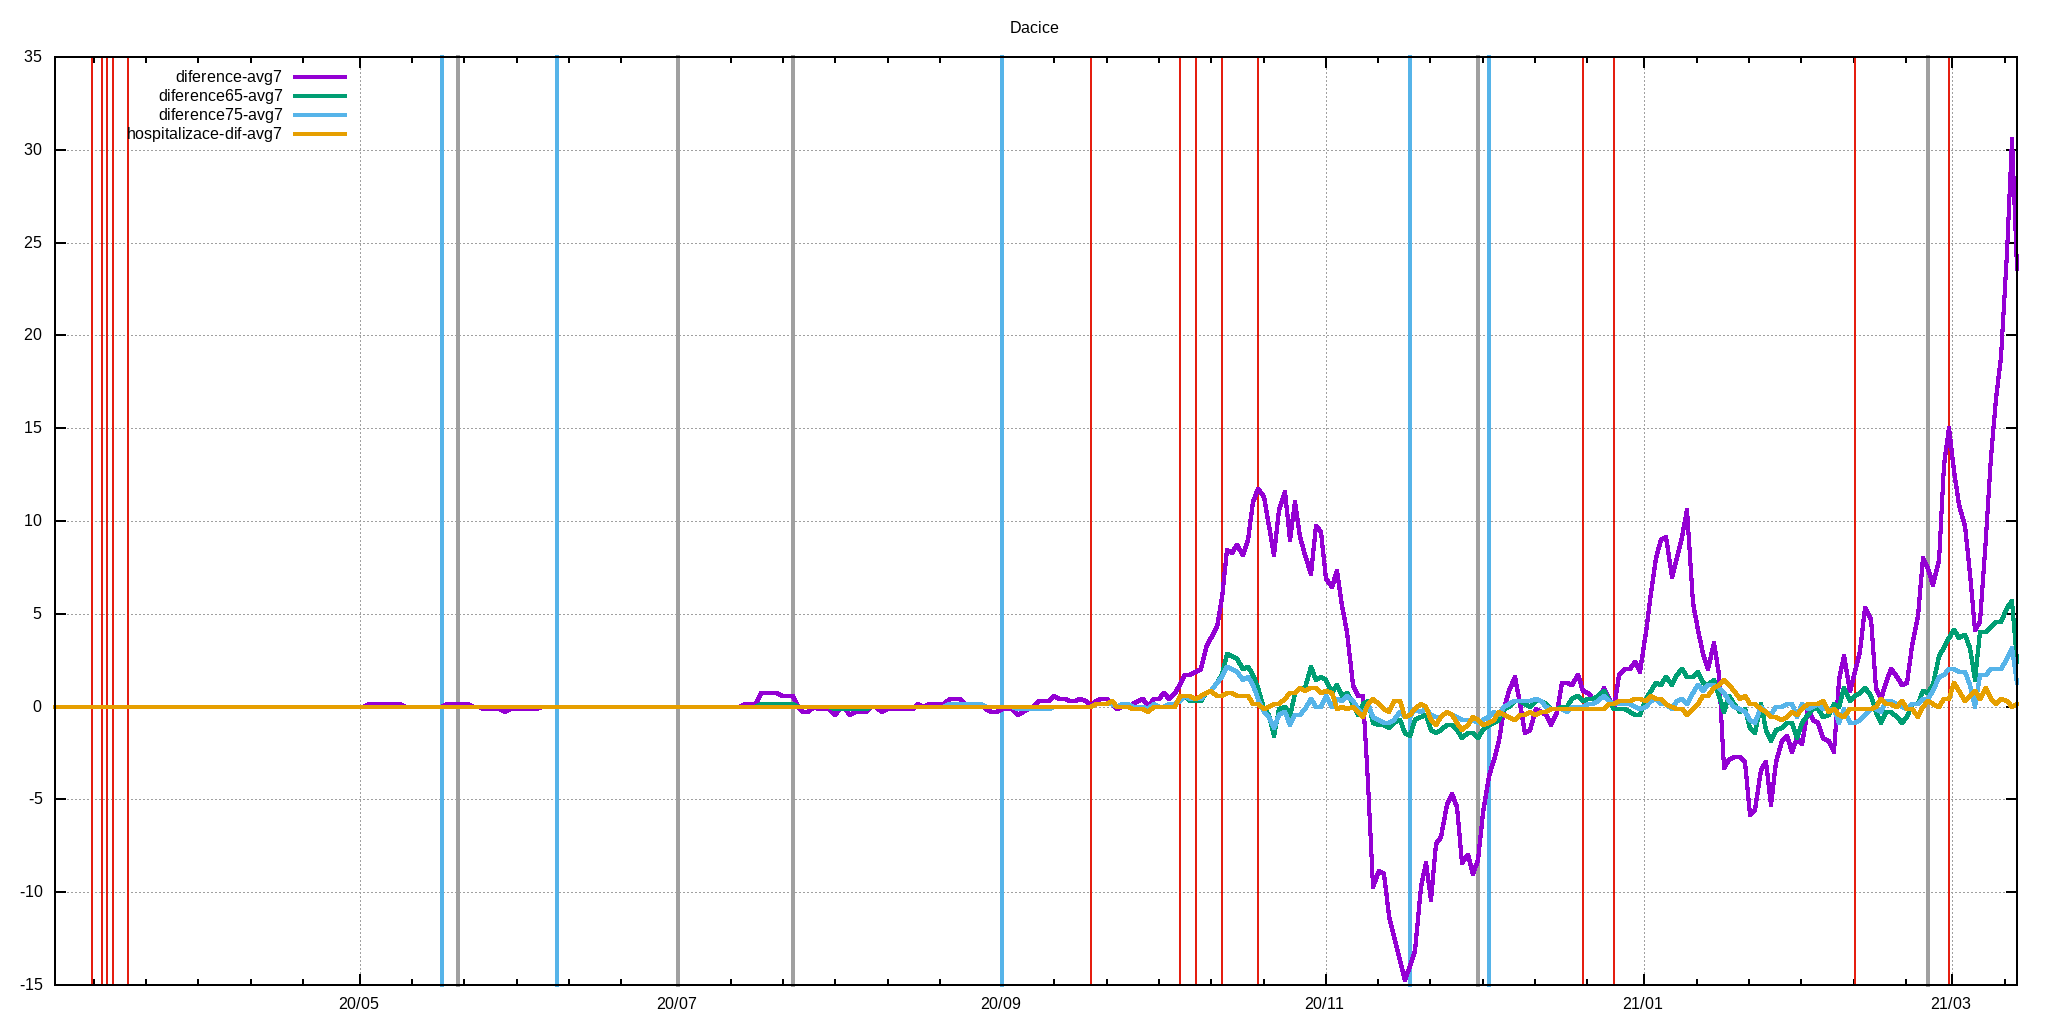 Dacice
35
30
25
20
15
10
5
0
-5
-10
-15
diference-avg7
diference65-avg7
diference75-avg7
hospitalizace-dif-avg7
20/05 20/07 20/09 20/11 21/01 21/03